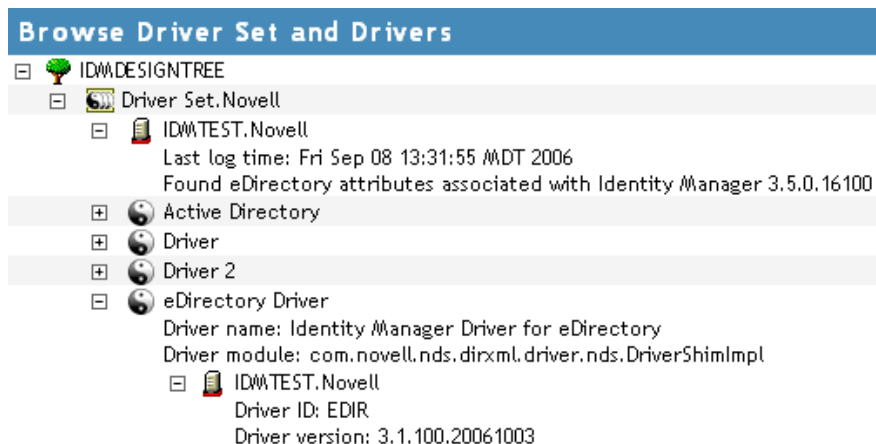 Browse Driver Set and Drivers
IDMDESIGNTREE
Driver Set.Novell
IDMTEST.Novell
Last log time: Fri Sep 08 13:31:55 MDT 2006
Found eDirectory attributes associated with Identity Manager 3.5.0.16100
Active Directory
Driver
Driver 2
eDirectory Driver
Driver name: Identity Manager Driver for eDirectory
Driver module: com.novell.nds.dirxml.driver.nds.DriverShimImpl
IDMTEST.Novell
Driver ID: EDIR
Driver version: 3.1.100.20061003